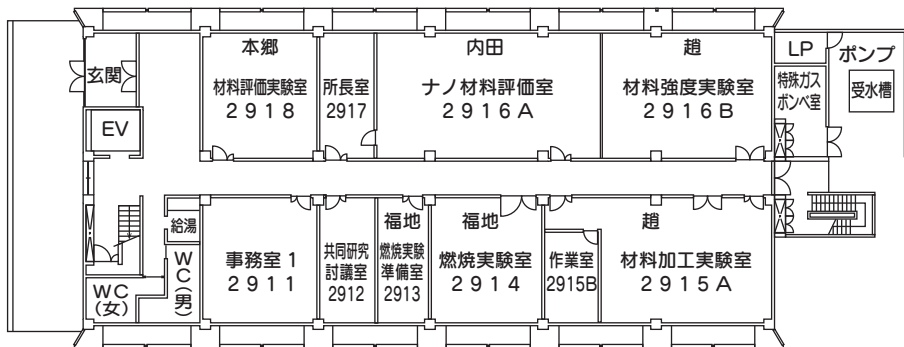 本郷
材料評価実験室
2918
所長室
2917
内田
ナノ材料評価室
2916A
趙
材料強度実験室
2916B
LP
ポンプ
受水槽
特殊ガス
ボンベ室
玄関
EV
給湯
WC(男)
WC
(女)
事務室1
2911
共同研究
討議室
2912
福地
燃焼実験
準備室
2913
福地
燃焼実験室
2914
作業室
2915B
趙
材料加工実験室
2915A